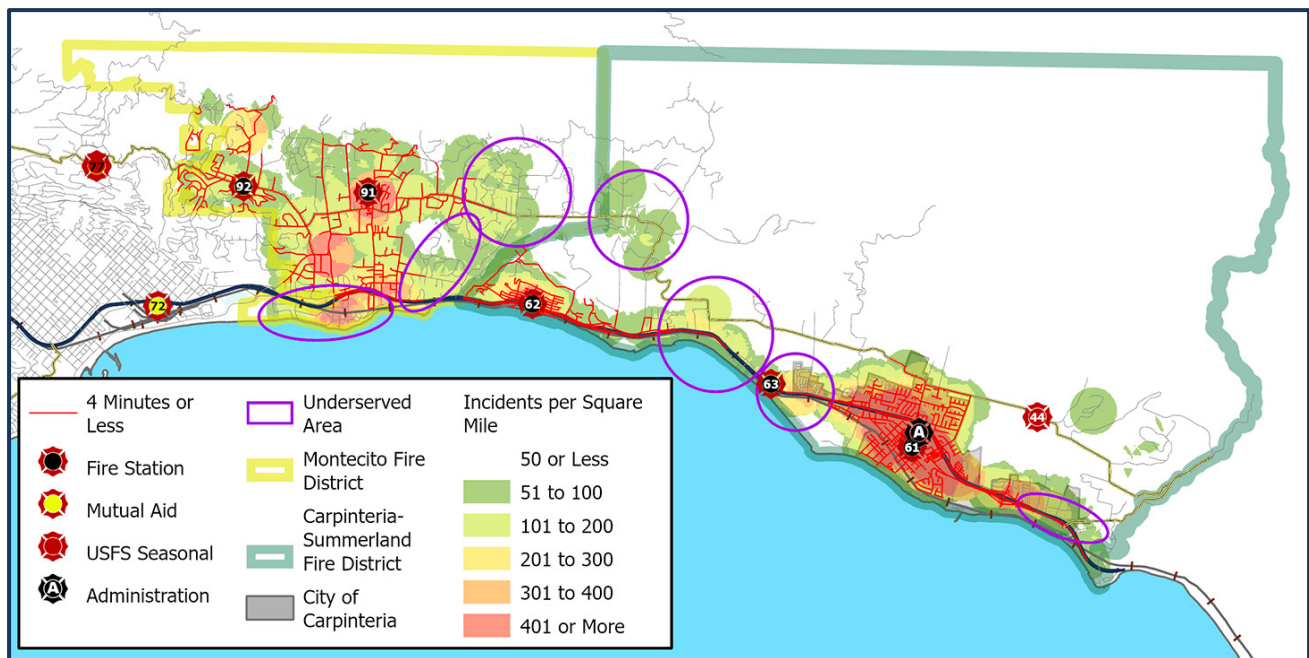 77
92
91
72
62
63
A
61
44
4 Minutes or
Less
Fire Station
Mutual Aid
USFS Seasonal
A
Administration
Underserved
Area
Montecito Fire
District
Carpinteria-
Summerland
Fire District
City of
Carpinteria
Incidents per Square
Mile
50 or Less
51 to 100
101 to 200
201 to 300
301 to 400
401 or More